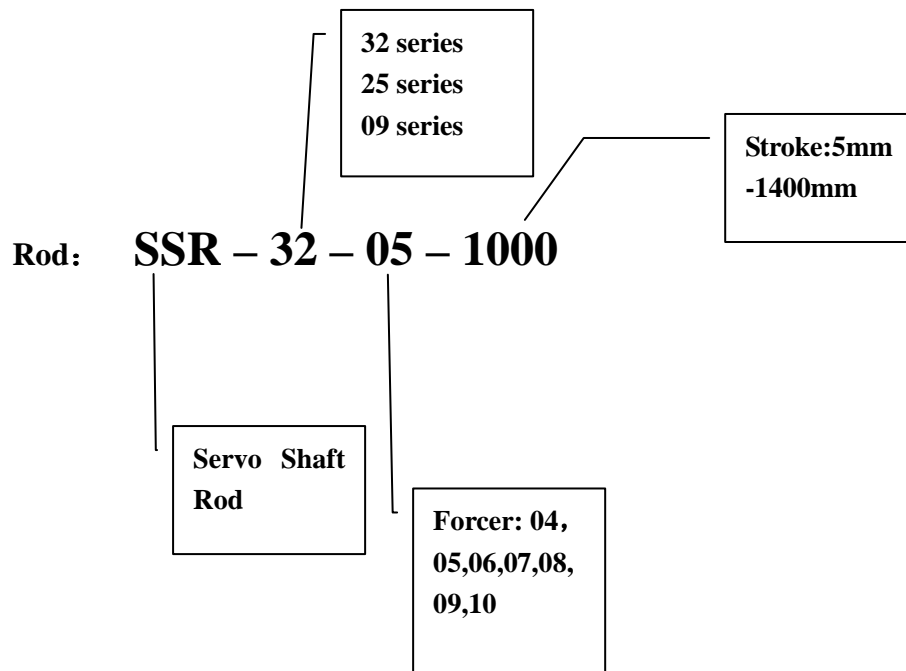 32 series
25 series
09 series
Stroke:5mm
-1400mm
Rod： SSR – 32 – 05 – 1000
Servo Shaft
Rod
Forcer: 04，
05,06,07,08,
09,10